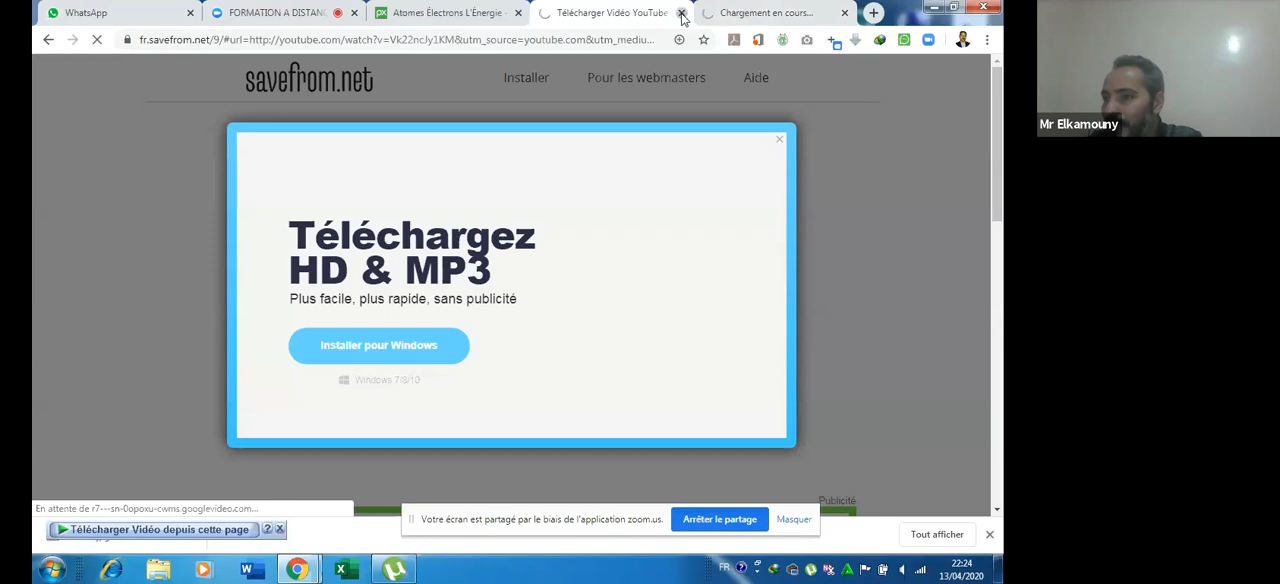 WhatsApp
FORMATION A DISTAN
Atomes Électrons L'Énergie -
Télécharger Vidéo YouTube
Chargement en cours...
fr.savefrom.net/9/#url=http://youtube.com/watch?v=Vk22ncJy1KM&utm_source=youtube.com&utm_mediu...
savefrom.net
Installer
Pour les webmasters
Aide
Mr Elkamouny
Téléchargez
HD & MP3
Plus facile, plus rapide, sans publicité
Installer pour Windows
Windows 7/8/10
Publicité
En attente de r7---sn-0opoxu-cwms.googlevideo.com...
Télécharger Vidéo depuis cette page
Votre écran est partagé par le biais de l'application zoom.us.
Arrêter le partage
Masquer
Tout afficher
FR
22:24
13/04/2020